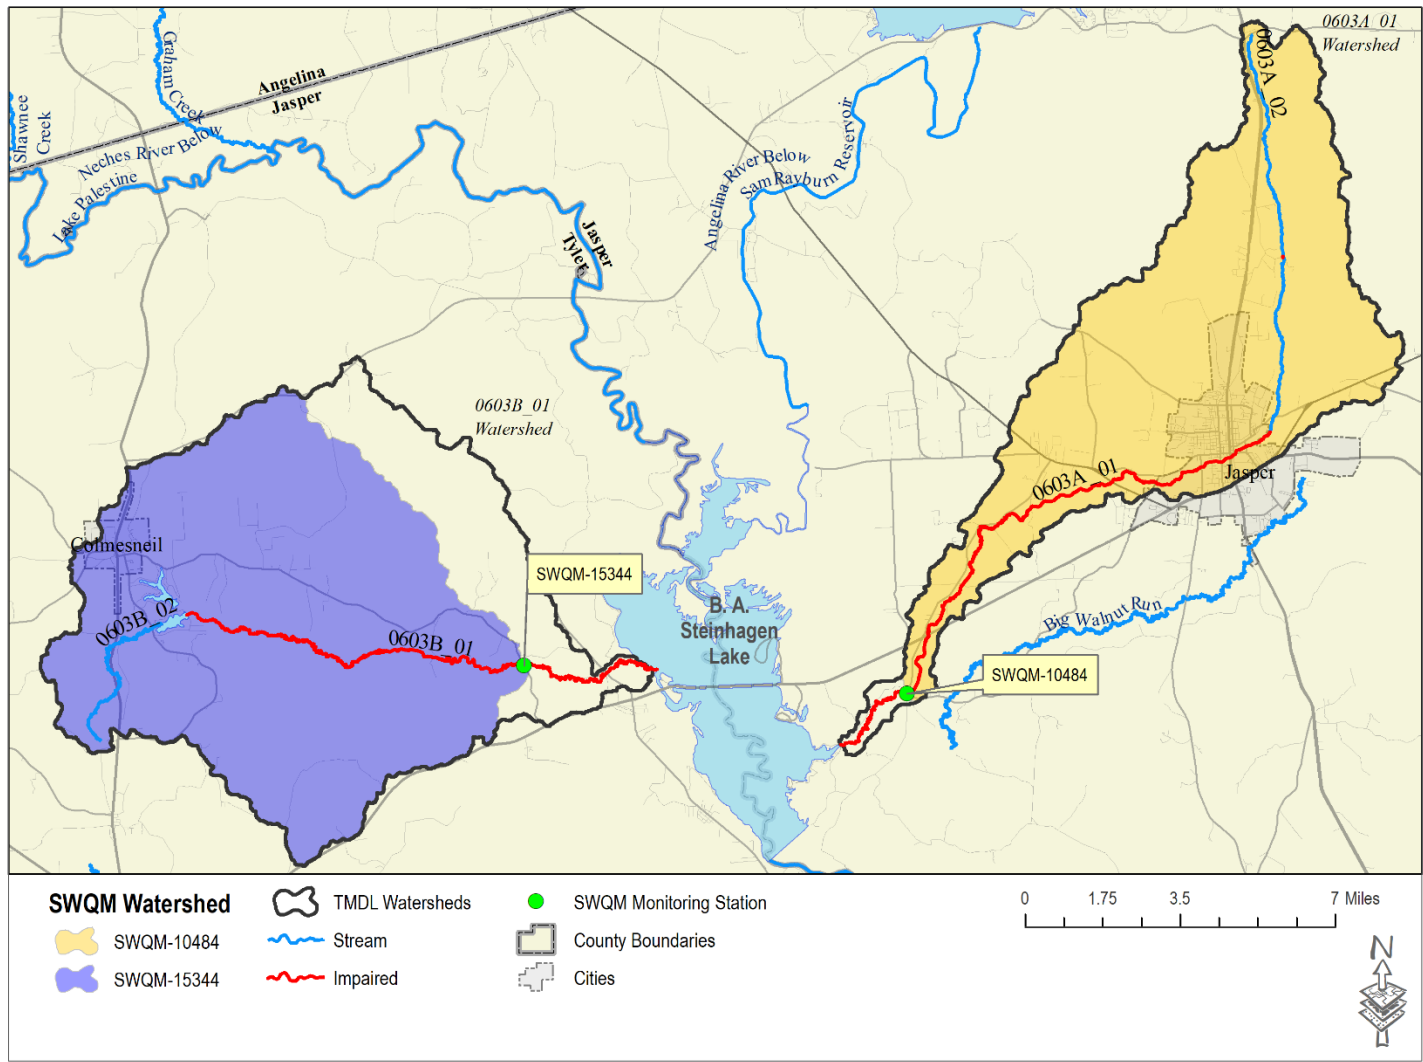 0603A_01
Watershed
Graham Creek
Angelina
Jasper
0603A_02
Shawnee
Creek
Neches River Below
Lake Palestine
Angelina River Below
Sam Rayburn Reservoir
Jasper
Tyler
0603B_01
Watershed
0603A_01
Jasper
Colmesneil
SWQM-15344
B. A.
Steinhagen
Lake
0603B_02
0603B_01
Big Walnut Run
SWQM-10484
SWQM Watershed
SWQM-10484
SWQM-15344
TMDL Watersheds
Stream
Impaired
SWQM Monitoring Station
County Boundaries
Cities
0 1.75 3.5 7 Miles
N